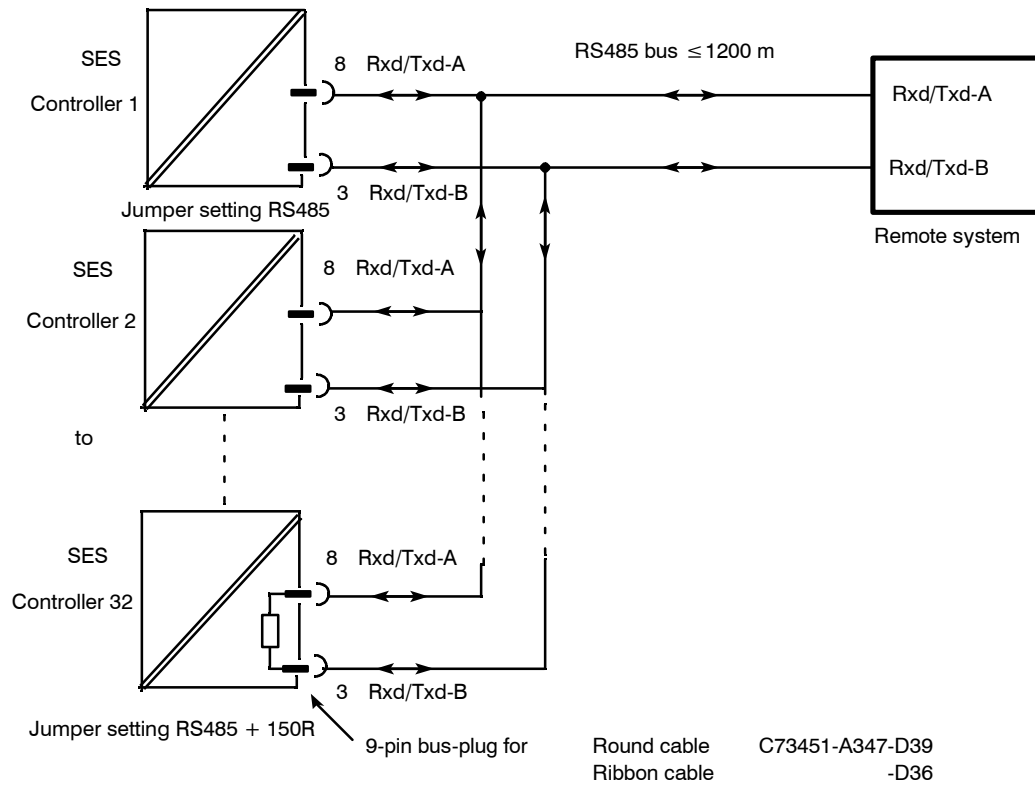 SES
Controller 1
8 Rxd/Txd-A
3 Rxd/Txd-B
Jumper setting RS485
RS485 bus ≤1200 m
Rxd/Txd-A
Rxd/Txd-B
Remote system
SES
Controller 2
8 Rxd/Txd-A
3 Rxd/Txd-B
to
SES
Controller 32
8 Rxd/Txd-A
3 Rxd/Txd-B
Jumper setting RS485 + 150R
9-pin bus-plug for
Round cable C73451-A347-D39
Ribbon cable -D36